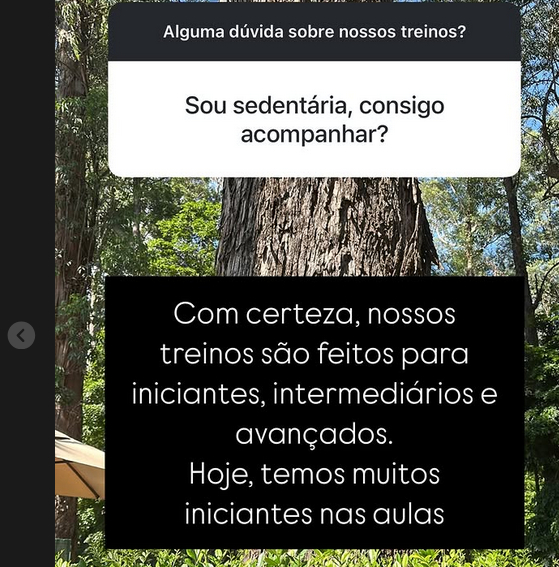 Alguma dúvida sobre nossos treinos?
Sou sedentária, consigo
acompanhar?
Com certeza, nossos
treinos são feitos para
iniciantes, intermediários e
avançados.
Hoje, temos muitos
iniciantes nas aulas